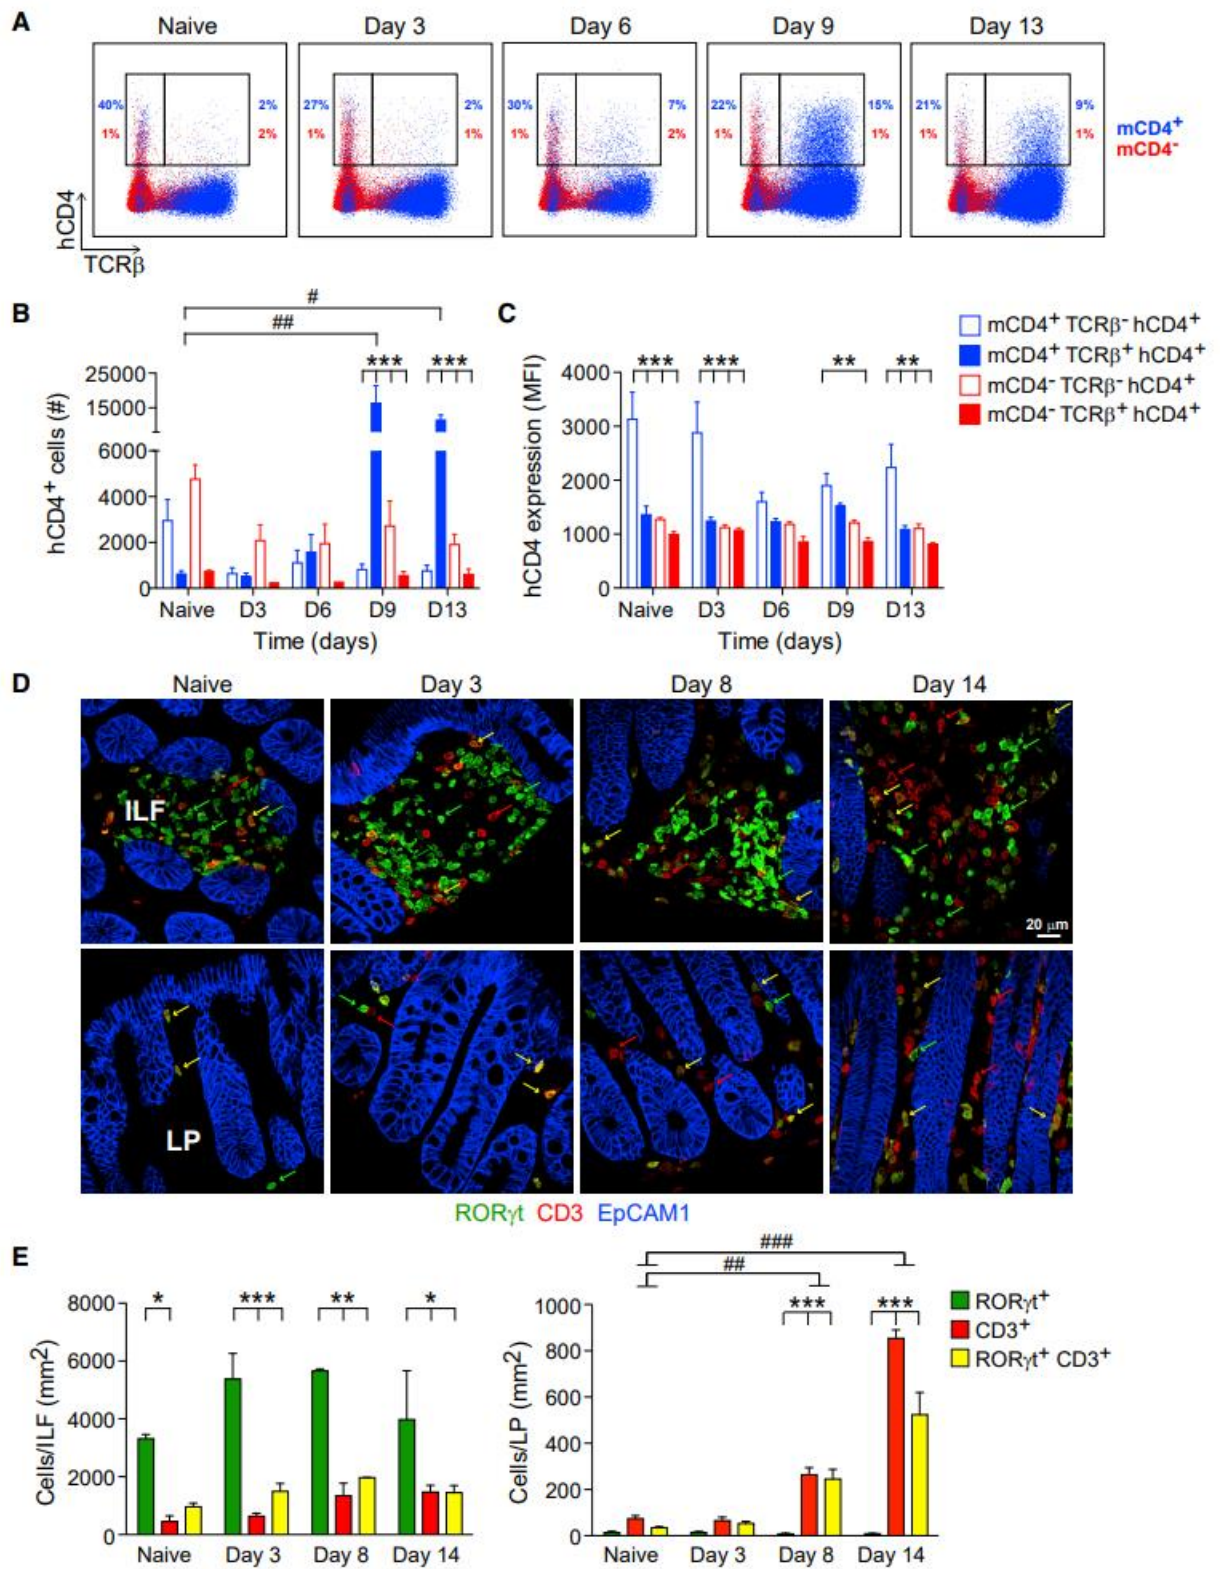 A
Naive
Day 3
Day 6
Day 9
Day 13
40%
2%
1%
2%
27%
2%
1%
1%
30%
7%
1%
2%
22%
15%
1%
1%
21%
9%
1%
1%
mCD4⁺
mCD4⁻
hCD4
TCRβ
B
#
##
***
***
25000
15000
6000
4000
2000
0
hCD4⁺ cells (#)
Naive
D3
D6
D9
D13
Time (days)
C
***
***
**
**
4000
3000
2000
1000
0
hCD4 expression (MFI)
Naive
D3
D6
D9
D13
Time (days)
mCD4⁺ TCRβ⁻ hCD4⁺
mCD4⁺ TCRβ⁺ hCD4⁺
mCD4⁻ TCRβ⁻ hCD4⁺
mCD4⁻ TCRβ⁺ hCD4⁺
D
Naive
Day 3
Day 8
Day 14
ILF
20 μm
LP
RORγt CD3 EpCAM1
E
*
***
**
*
8000
6000
4000
2000
0
Cells/ILF (mm²)
Naive
Day 3
Day 8
Day 14
###
##
***
***
1000
800
600
400
200
0
Cells/LP (mm²)
Naive
Day 3
Day 8
Day 14
RORγt⁺
CD3⁺
RORγt⁺ CD3⁺